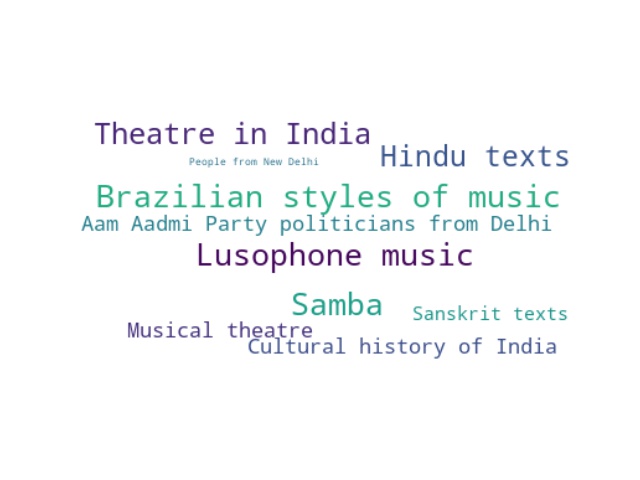 Theatre in India
Hindu texts
People from New Delhi
Brazilian styles of music
Aam Aadmi Party politicians from Delhi
Lusophone music
Samba
Sanskrit texts
Musical theatre
Cultural history of India